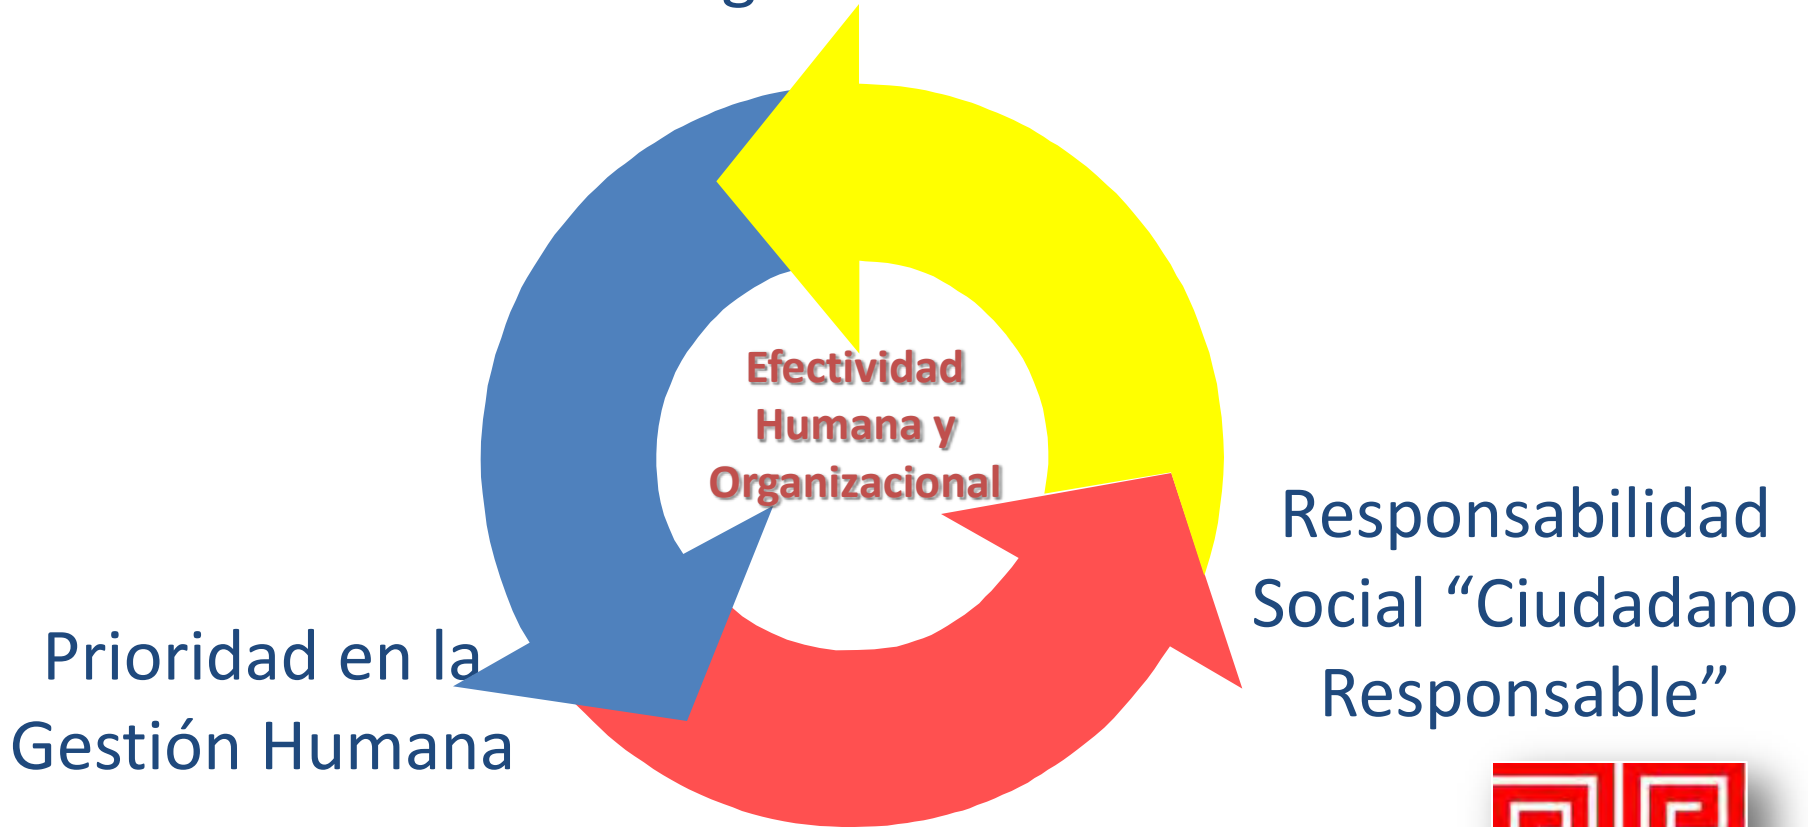 Efectividad
Humana y
Organizacional
Responsabilidad
Social “Ciudadano
Responsable”
Prioridad en la
Gestión Humana